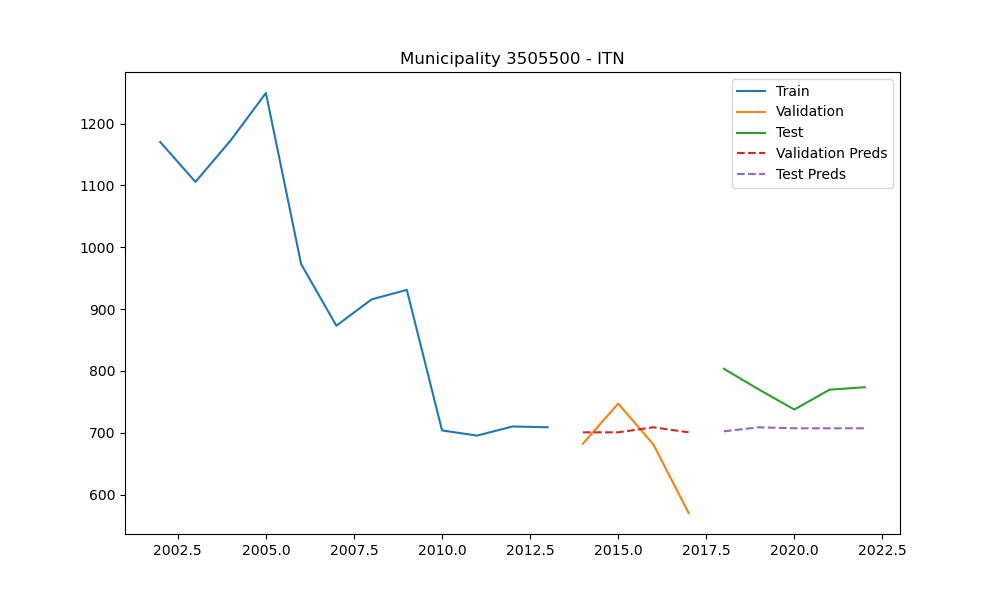 Municipality 3505500 - ITN
Train
Validation
Test
Validation Preds
Test Preds
1200
1100
1000
900
800
700
600
2002.5 2005.0 2007.5 2010.0 2012.5 2015.0 2017.5 2020.0 2022.5